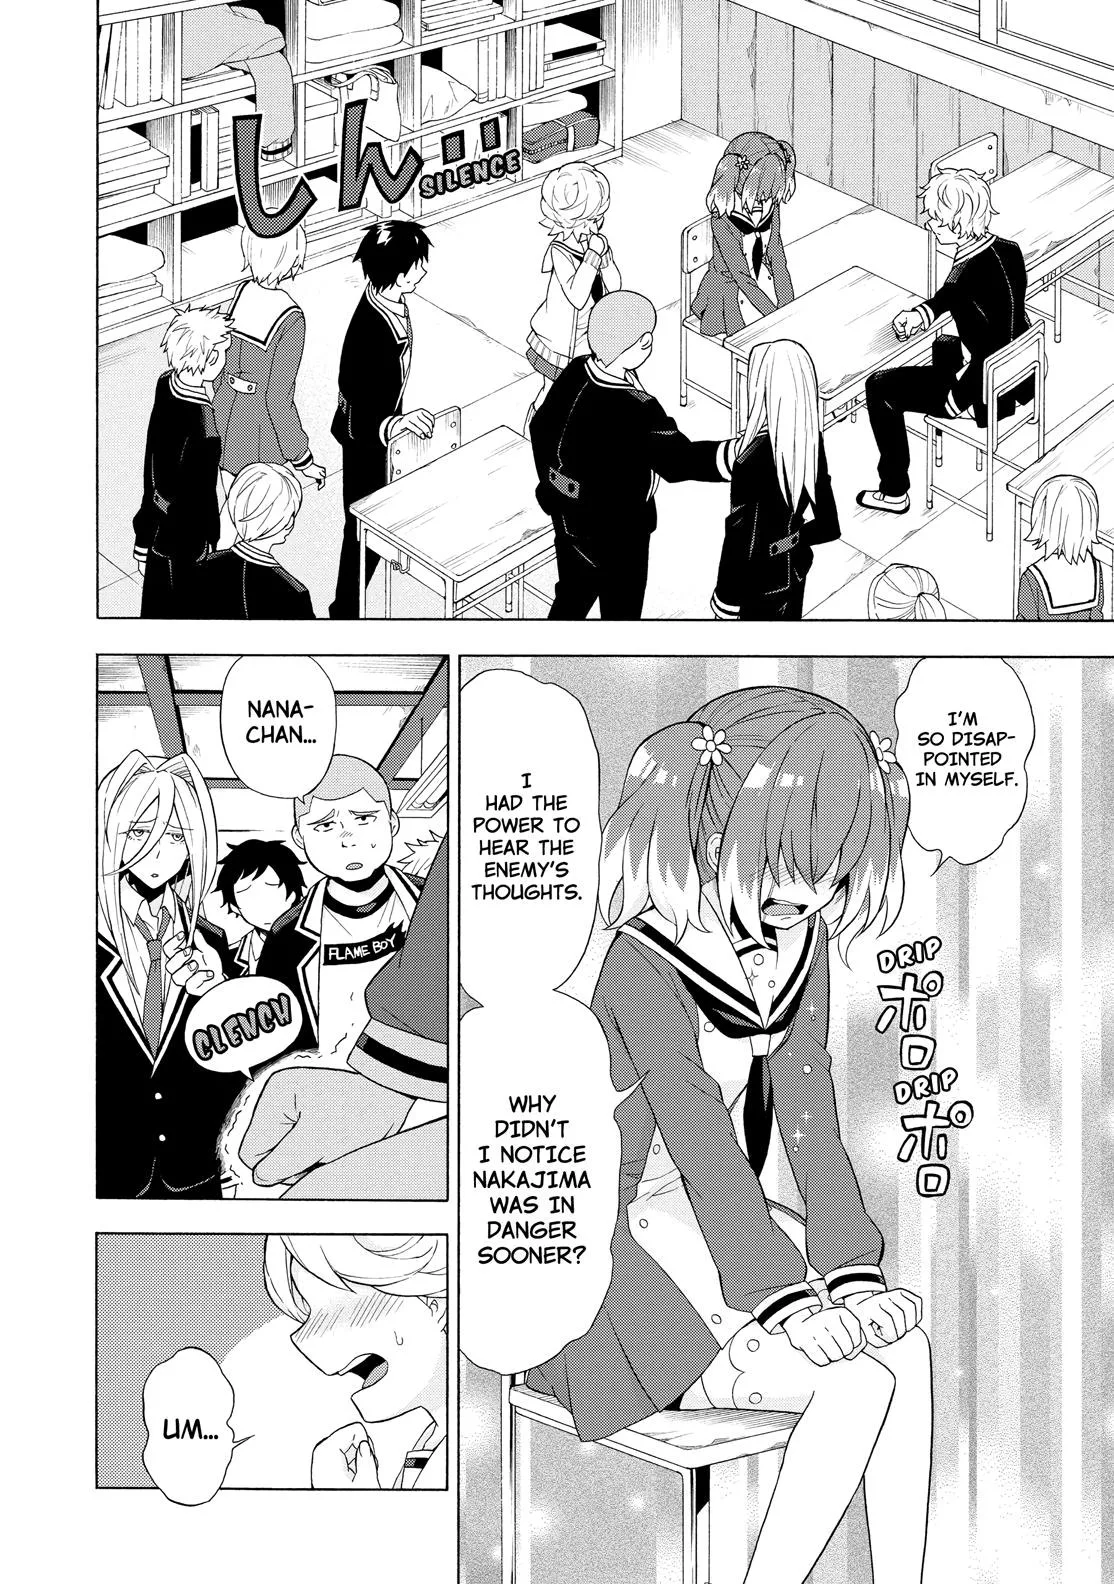 しん‥
SILENCE
I'M
SO DISAP-
POINTED
IN MYSELF.
DRIP
ポロ
DRIP
ポロ
I
HAD THE
POWER TO
HEAR THE
ENEMY'S
THOUGHTS.
WHY
DIDN'T
I NOTICE
NAKAJIMA
WAS IN
DANGER
SOONER?
NANA-
CHAN...
FLAME BOY
CLENCH
UM...